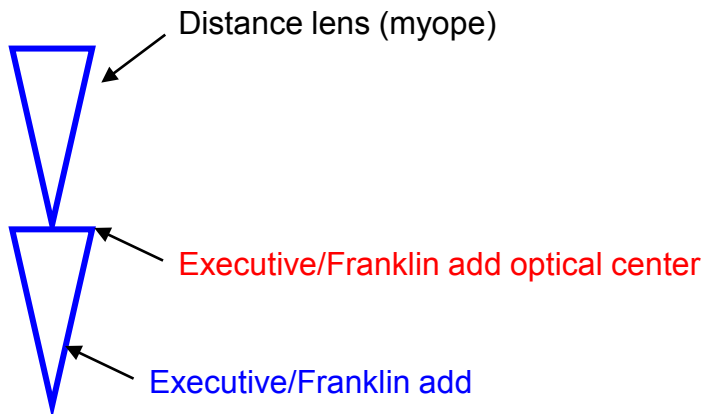 Distance lens (myope)
Executive/Franklin add optical center
Executive/Franklin add